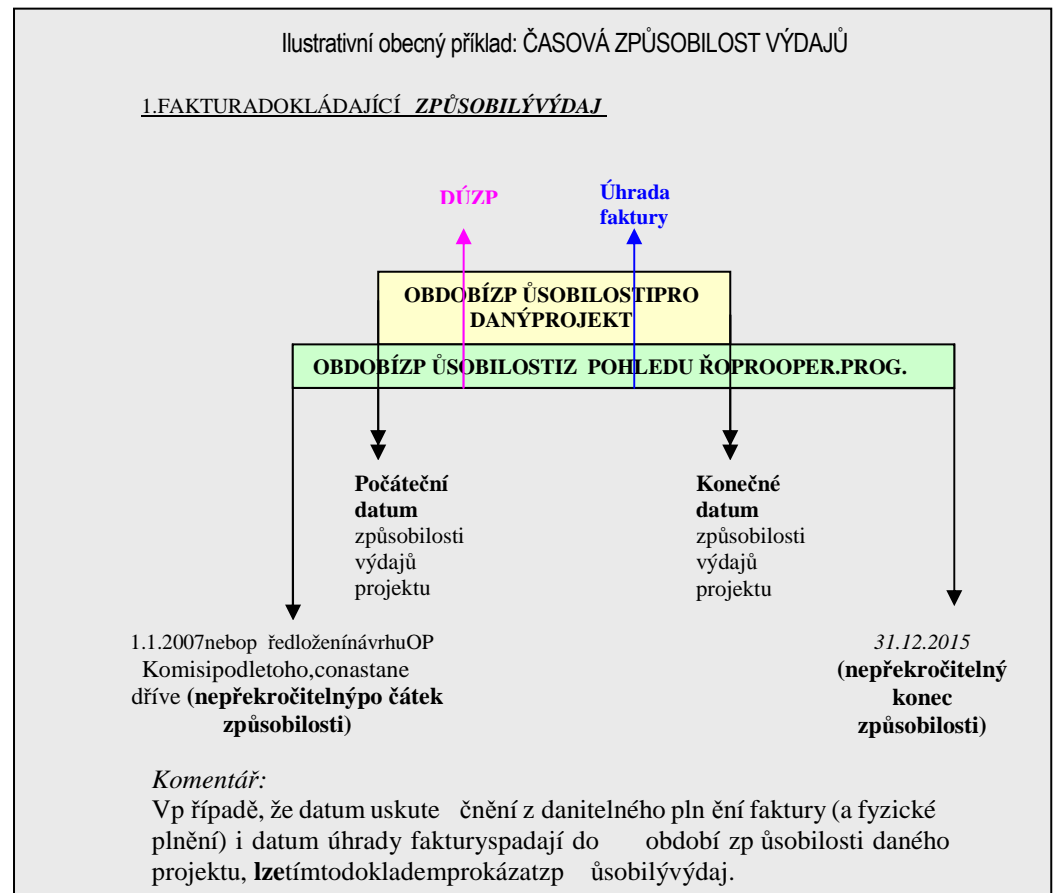 Ilustrativní obecný příklad: ČASOVÁ ZPŮSOBILOST VÝDAJŮ
1.FAKTURADOKLÁDAJÍCÍ ZPŮSOBILÝVÝDAJ
DÚZP
Úhrada
faktury
OBDOBÍZP ŮSOBILOSTIPRO
DANÝPROJEKT
OBDOBÍZP ŮSOBILOSTIZ POHLEDU ŘOPROOPER.PROG.
Počáteční
datum
způsobilosti
výdajů
projektu
Konečné
datum
způsobilosti
výdajů
projektu
1.1.2007nebop ředloženínávrhuOP
Komisipodletoho,conastane
dříve (nepřekročitelnýpo čátek
způsobilosti)
31.12.2015
(nepřekročitelný
konec
způsobilosti)
Komentář:
Vp řípadě, že datum uskute čnění z danitelného pln ění faktury (a fyzické
plnění) i datum úhrady fakturyspadají do období zp ůsobilosti daného
projektu, lzetímtodoklademprokázatzp ůsobilývýdaj.